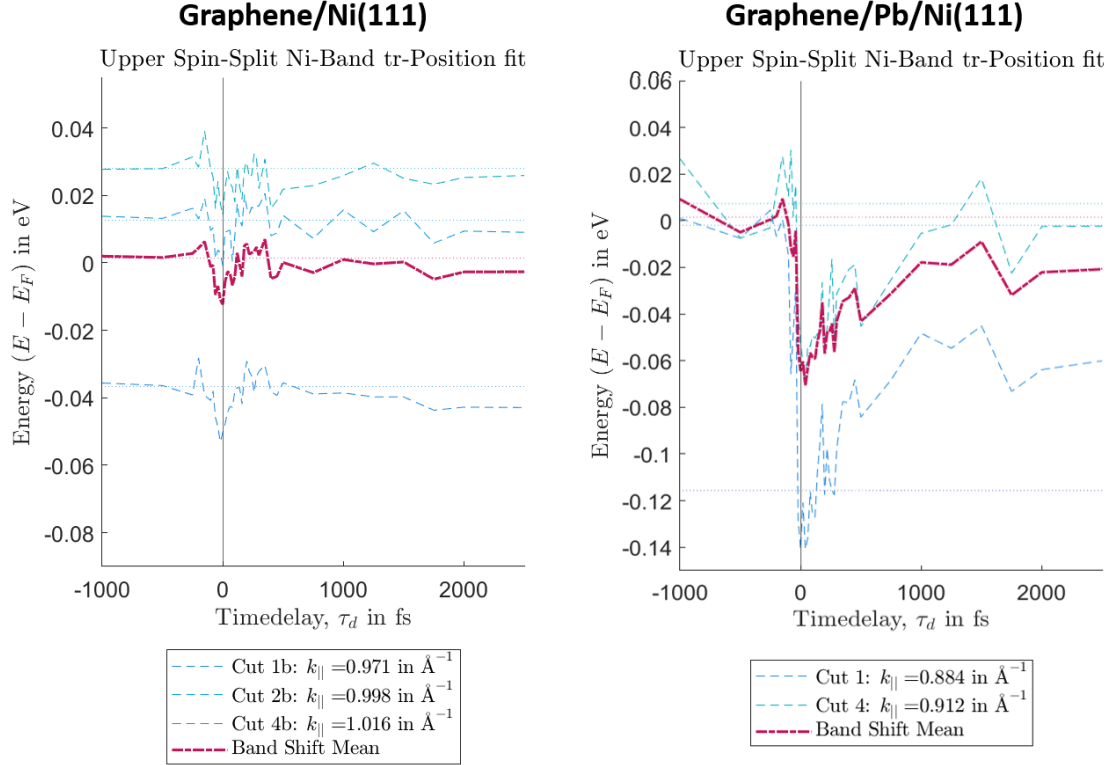 Graphene/Ni(111)
Upper Spin-Split Ni-Band tr-Position fit
Energy (E − E_F) in eV
0.04
0.02
0
-0.02
-0.04
-0.06
-0.08
-1000 0 1000 2000
Timedelay, τ_d in fs
Cut 1b: k_|| =0.971 in Å⁻¹
Cut 2b: k_|| =0.998 in Å⁻¹
Cut 4b: k_|| =1.016 in Å⁻¹
Band Shift Mean
Graphene/Pb/Ni(111)
Upper Spin-Split Ni-Band tr-Position fit
Energy (E − E_F) in eV
0.06
0.04
0.02
0
-0.02
-0.04
-0.06
-0.08
-0.1
-0.12
-0.14
-1000 0 1000 2000
Timedelay, τ_d in fs
Cut 1: k_|| =0.884 in Å⁻¹
Cut 4: k_|| =0.912 in Å⁻¹
Band Shift Mean